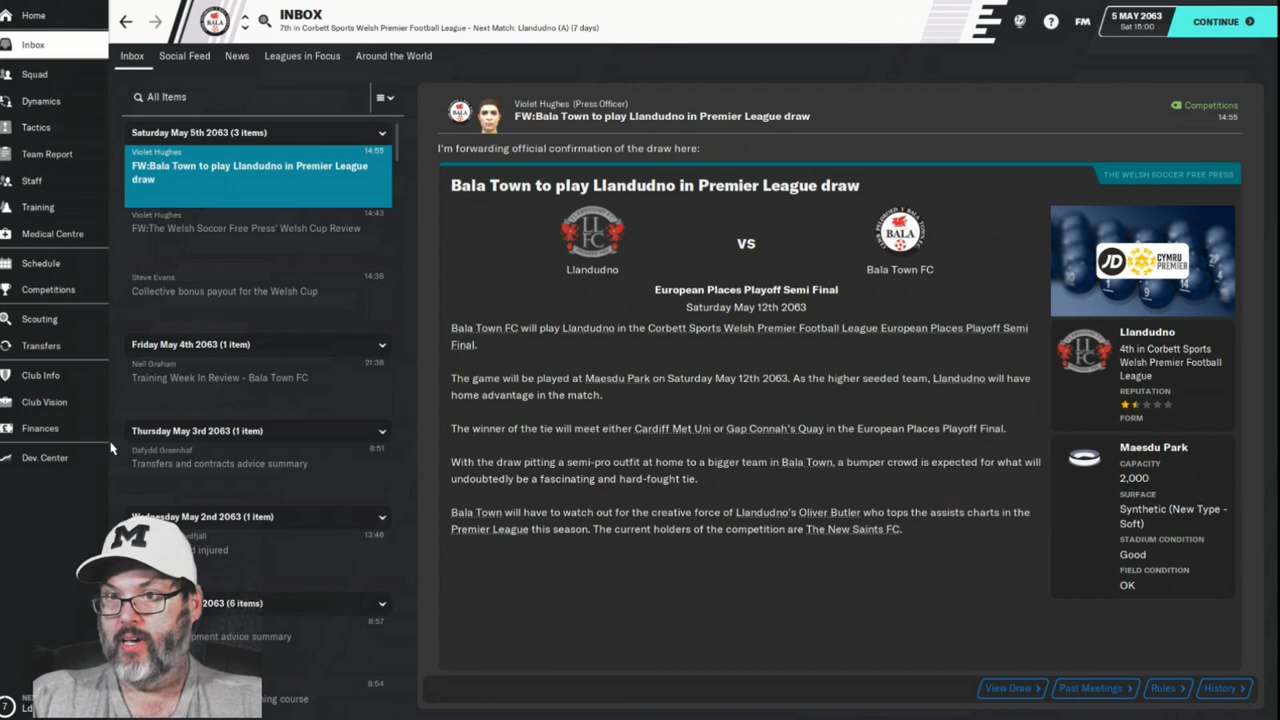 Home
INBOX
7th in Corbett Sports Welsh Premier Football League - Next Match: Llandudno (A) (7 days)
FM
5 MAY 2063
Sat 15:00
CONTINUE
Inbox
Squad
Dynamics
Tactics
Team Report
Staff
Training
Medical Centre
Schedule
Competitions
Scouting
Transfers
Club Info
Club Vision
Finances
Dev. Center
Inbox Social Feed News Leagues in Focus Around the World
All Items
Saturday May 5th 2063 (3 items)
Violet Hughes 14:55
FW:Bala Town to play Llandudno in Premier League
draw
Violet Hughes 14:43
FW:The Welsh Soccer Free Press' Welsh Cup Review
Steve Evans 14:38
Collective bonus payout for the Welsh Cup
Friday May 4th 2063 (1 item)
Neil Graham 21:38
Training Week In Review - Bala Town FC
Thursday May 3rd 2063 (1 item)
Dafydd Greenhaf 8:51
Transfers and contracts advice summary
Wednesday May 2nd 2063 (1 item)
13:46
injured
2063 (6 items)
8:57
advice summary
8:54
course
M
7
Violet Hughes (Press Officer)
FW:Bala Town to play Llandudno in Premier League draw
Competitions
14:55
I'm forwarding official confirmation of the draw here:
THE WELSH SOCCER FREE PRESS
Bala Town to play Llandudno in Premier League draw
LL
FC
VS
BALA
Llandudno
Bala Town FC
European Places Playoff Semi Final
Saturday May 12th 2063
Bala Town FC will play Llandudno in the Corbett Sports Welsh Premier Football League European Places Playoff Semi
Final.
The game will be played at Maesdu Park on Saturday May 12th 2063. As the higher seeded team, Llandudno will have
home advantage in the match.
The winner of the tie will meet either Cardiff Met Uni or Gap Connah's Quay in the European Places Playoff Final.
With the draw pitting a semi-pro outfit at home to a bigger team in Bala Town, a bumper crowd is expected for what will
undoubtedly be a fascinating and hard-fought tie.
Bala Town will have to watch out for the creative force of Llandudno's Oliver Butler who tops the assists charts in the
Premier League this season. The current holders of the competition are The New Saints FC.
JD CYMRU
PREMIER
Llandudno
4th in Corbett Sports
Welsh Premier Football
League
REPUTATION
FORM
Maesdu Park
CAPACITY
2,000
SURFACE
Synthetic (New Type -
Soft)
STADIUM CONDITION
Good
FIELD CONDITION
OK
View Draw
Past Meetings
Rules
History